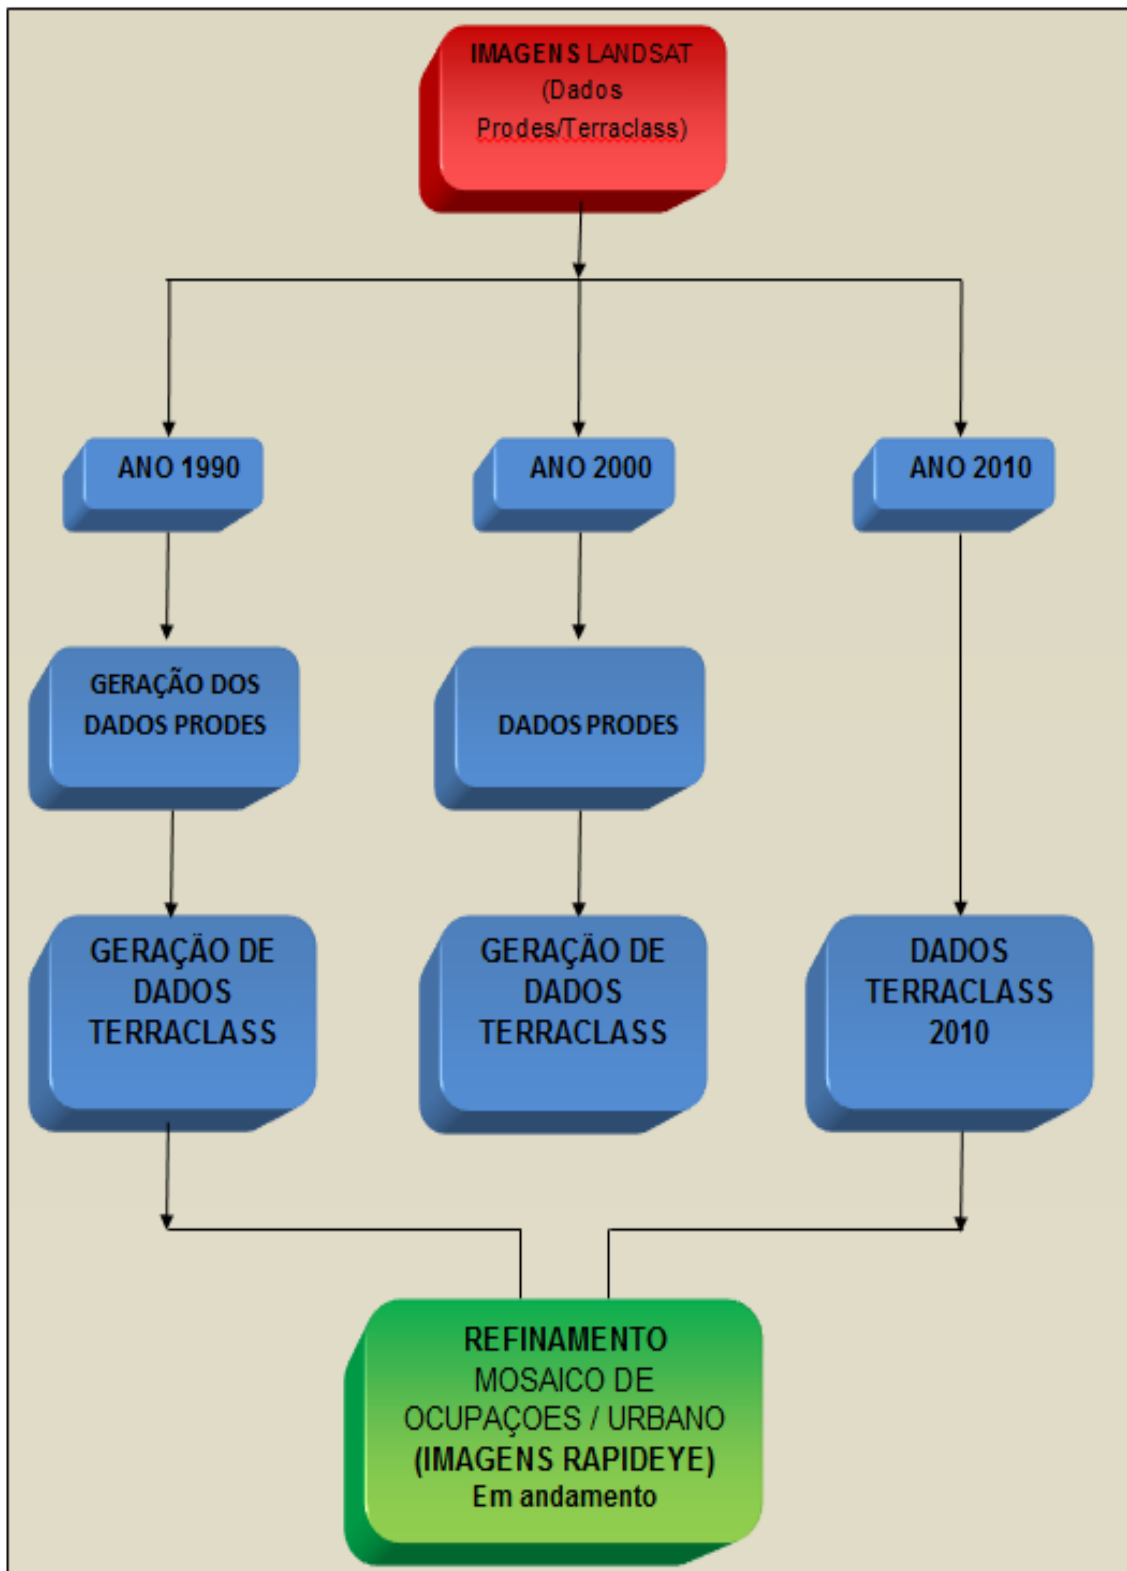 IMAGENS LANDSAT
(Dados
Prodes/Terraclass)
ANO 1990
ANO 2000
ANO 2010
GERAÇÃO DOS
DADOS PRODES
DADOS PRODES
GERAÇÃO DE
DADOS
TERRACLASS
GERAÇÃO DE
DADOS
TERRACLASS
DADOS
TERRACLASS
2010
REFINAMENTO
MOSAICO DE
OCUPAÇOES / URBANO
(IMAGENS RAPIDEYE)
Em andamento